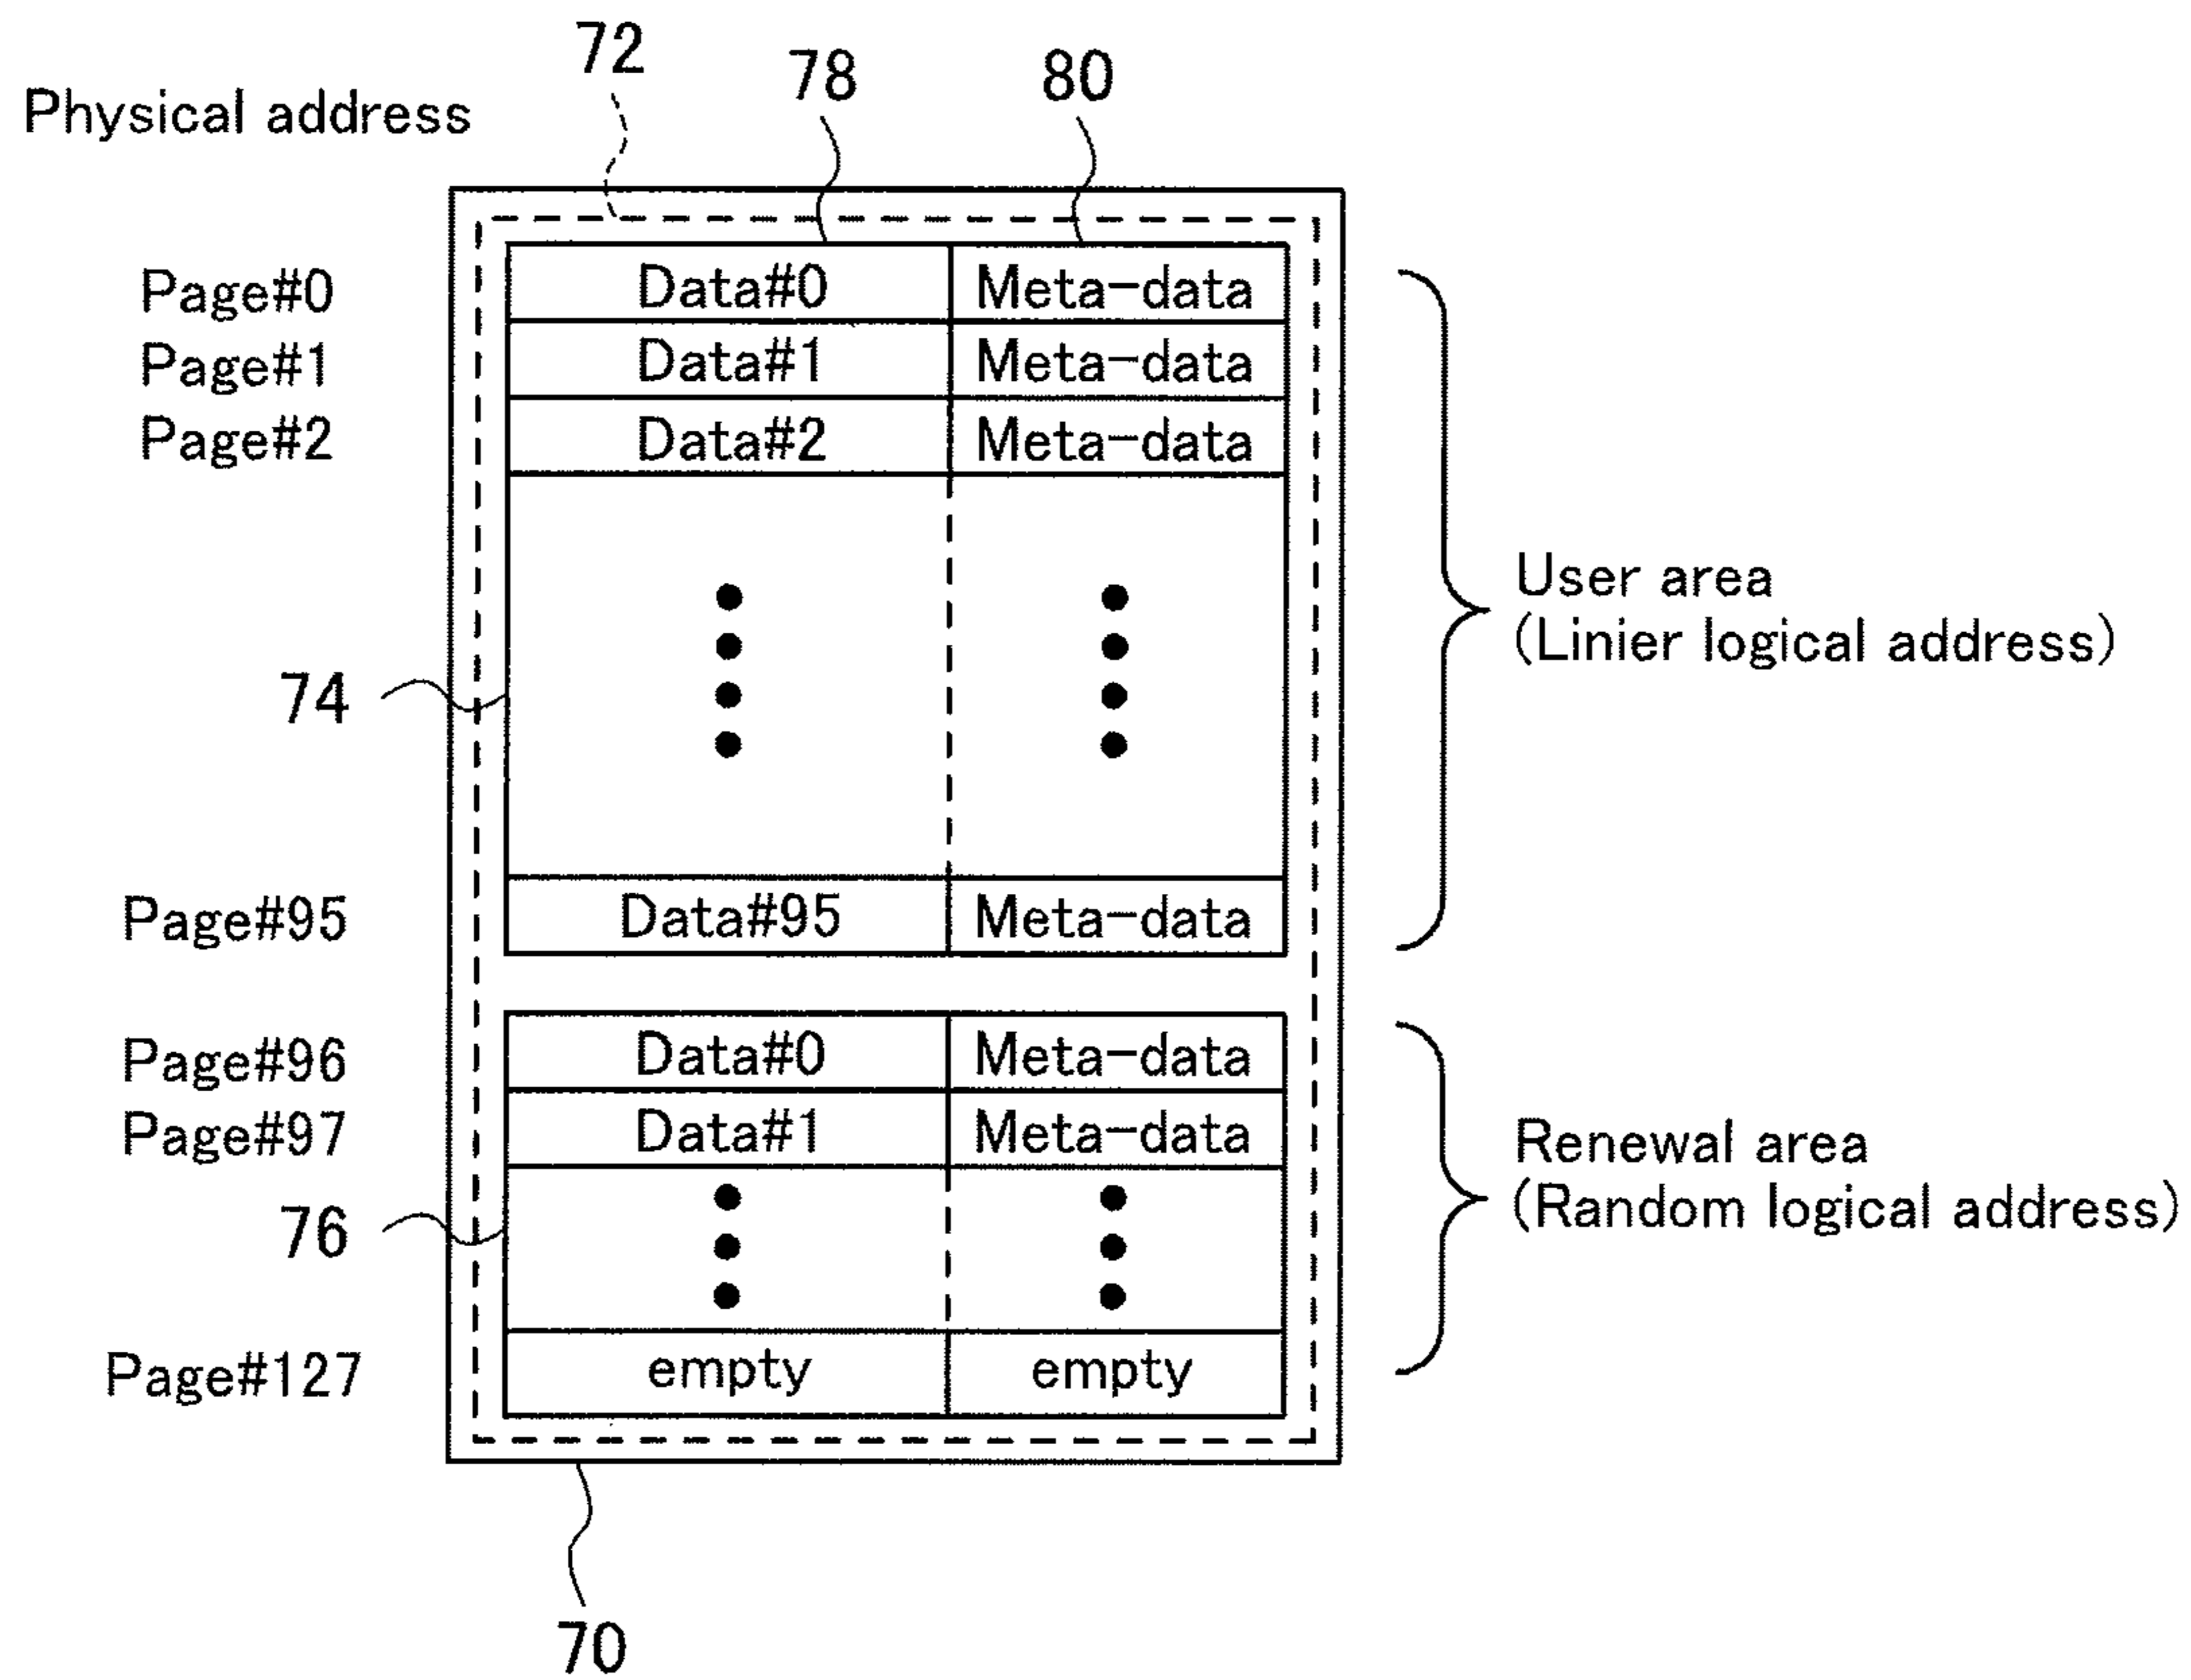 72
78
80
Physical address
Page#0 Data#0 Meta-data
Page#1 Data#1 Meta-data
Page#2 Data#2 Meta-data
User area
(Linier logical address)
74
Page#95 Data#95 Meta-data
Page#96 Data#0 Meta-data
Page#97 Data#1 Meta-data
Renewal area
(Random logical address)
76
Page#127 empty empty
70